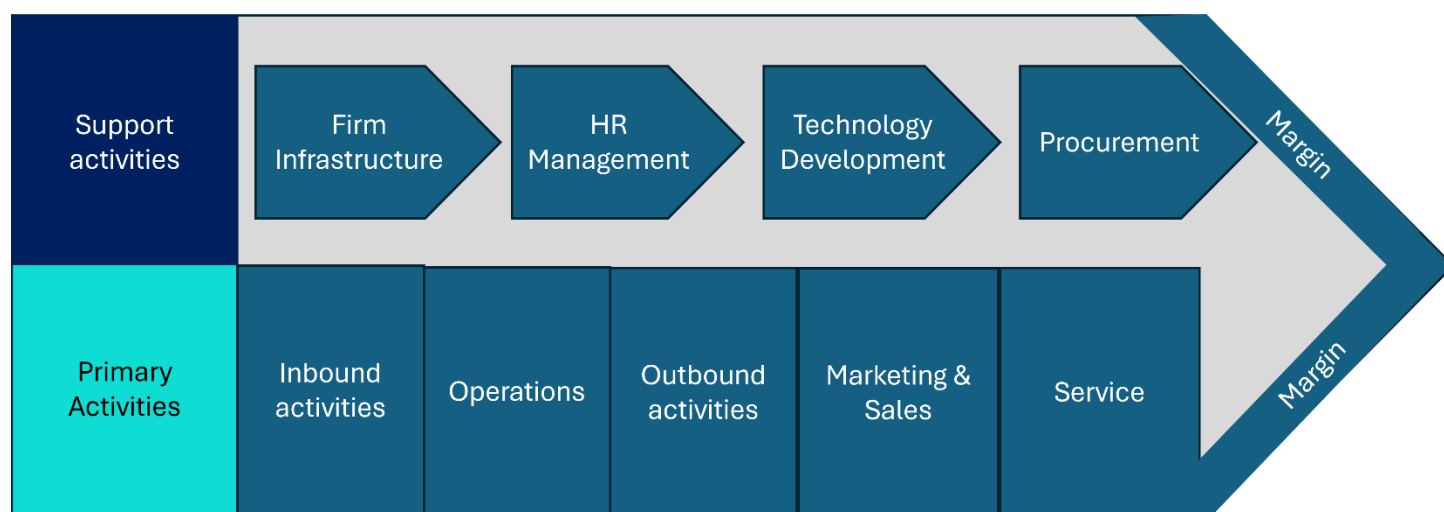 Support
activities
Firm
Infrastructure
HR
Management
Technology
Development
Procurement
Margin
Primary
Activities
Inbound
activities
Operations
Outbound
activities
Marketing &
Sales
Service
Margin